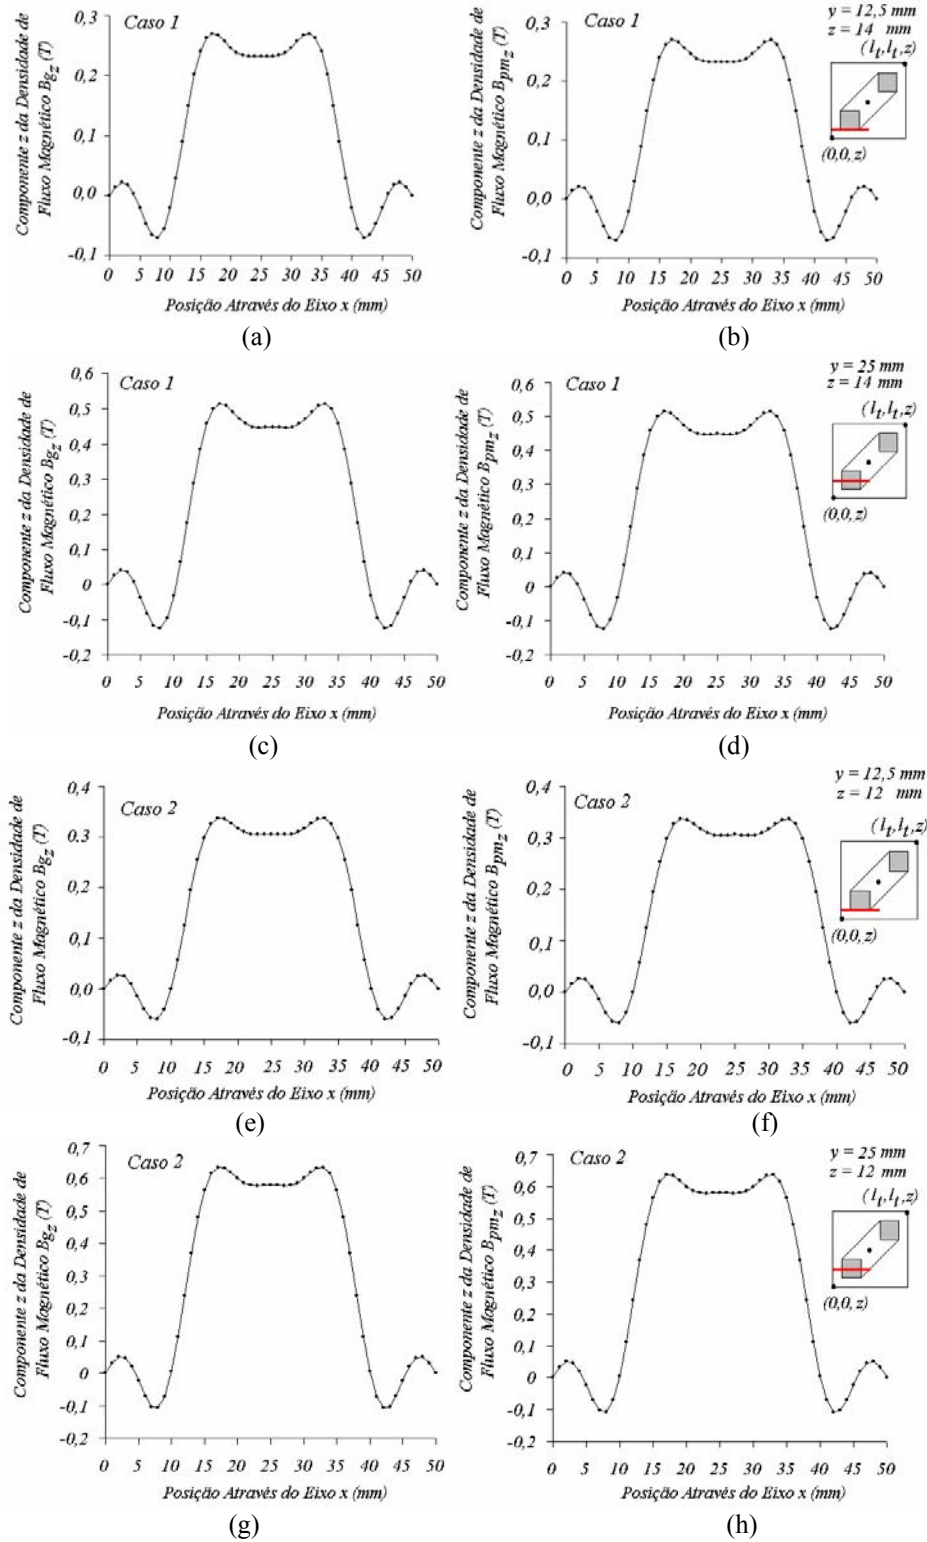 Caso 1
Componente z da Densidade de
Fluxo Magnético Bgz (T)
0,3
0,2
0,1
0,0
-0,1
0 5 10 15 20 25 30 35 40 45 50
Posição Através do Eixo x (mm)
(a)
Caso 1
y = 12,5 mm
z = 14 mm
(lt,lt,z)
(0,0,z)
Componente z da Densidade de
Fluxo Magnético Bpmz (T)
0,3
0,2
0,1
0,0
-0,1
0 5 10 15 20 25 30 35 40 45 50
Posição Através do Eixo x (mm)
(b)
Caso 1
Componente z da Densidade de
Fluxo Magnético Bgz (T)
0,6
0,5
0,4
0,3
0,2
0,1
0
-0,1
-0,2
0 5 10 15 20 25 30 35 40 45 50
Posição Através do Eixo x (mm)
(c)
Caso 1
y = 25 mm
z = 14 mm
(lt,lt,z)
(0,0,z)
Componente z da Densidade de
Fluxo Magnético Bpmz (T)
0,6
0,5
0,4
0,3
0,2
0,1
0
-0,1
-0,2
0 5 10 15 20 25 30 35 40 45 50
Posição Através do Eixo x (mm)
(d)
Caso 2
Componente z da Densidade de
Fluxo Magnético Bgz (T)
0,4
0,3
0,2
0,1
0,0
-0,1
0 5 10 15 20 25 30 35 40 45 50
Posição Através do Eixo x (mm)
(e)
Caso 2
y = 12,5 mm
z = 12 mm
(lt,lt,z)
(0,0,z)
Componente z da Densidade de
Fluxo Magnético Bpmz (T)
0,4
0,3
0,2
0,1
0,0
-0,1
0 5 10 15 20 25 30 35 40 45 50
Posição Através do Eixo x (mm)
(f)
Caso 2
Componente z da Densidade de
Fluxo Magnético Bgz (T)
0,7
0,6
0,5
0,4
0,3
0,2
0,1
0
-0,1
-0,2
0 5 10 15 20 25 30 35 40 45 50
Posição Através do Eixo x (mm)
(g)
Caso 2
y = 25 mm
z = 12 mm
(lt,lt,z)
(0,0,z)
Componente z da Densidade de
Fluxo Magnético Bpmz (T)
0,7
0,6
0,5
0,4
0,3
0,2
0,1
0
-0,1
-0,2
0 5 10 15 20 25 30 35 40 45 50
Posição Através do Eixo x (mm)
(h)